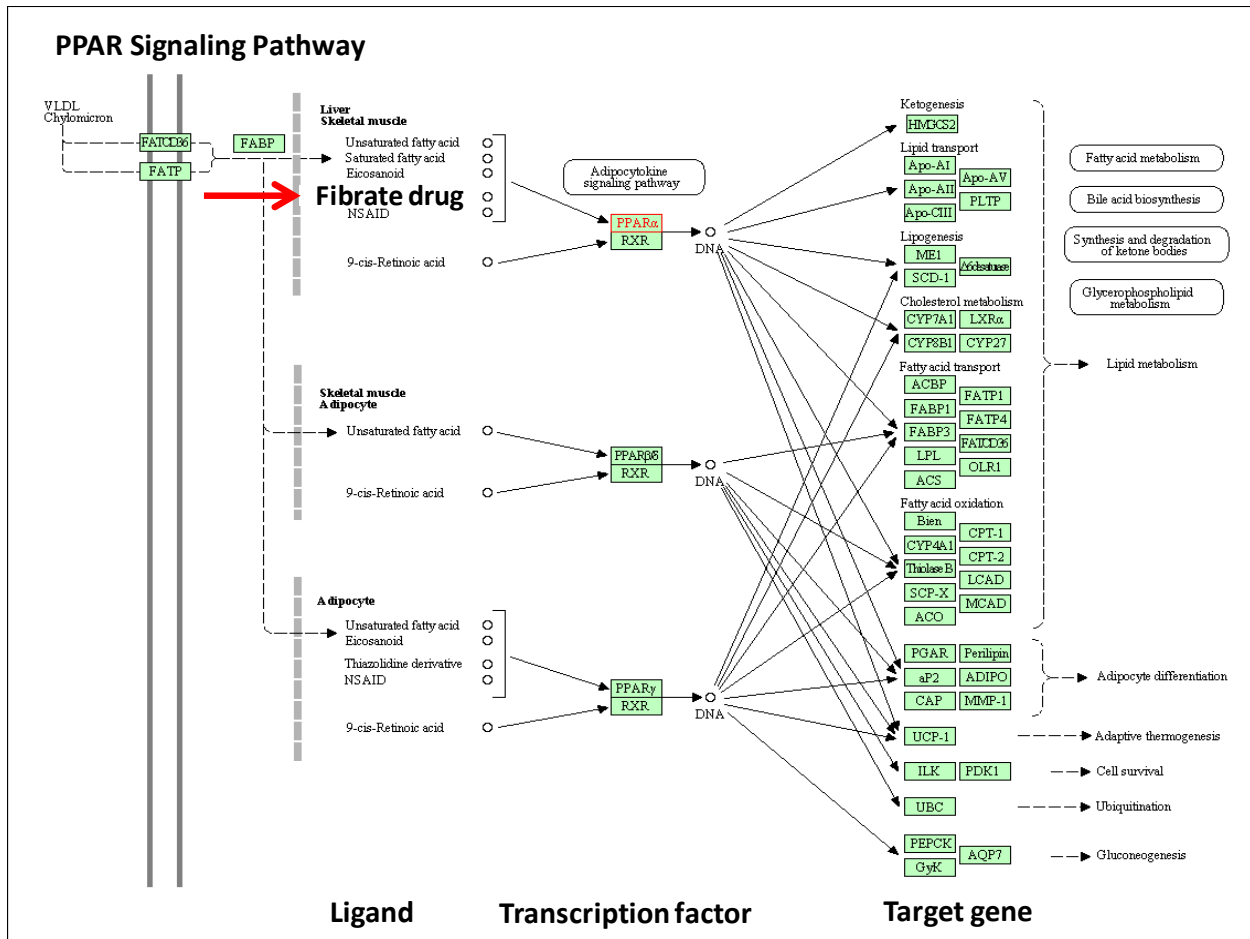 PPAR Signaling Pathway
VLDL
Chylomicron
FATCD36
FATP
FABP
Liver
Skeletal muscle
Unsaturated fatty acid
Saturated fatty acid
Eicosanoid
Fibrate drug
NSAID
9-cis-Retinoic acid
Adipocytokine
signaling pathway
PPARα
RXR
DNA
Skeletal muscle
Adipocyte
Unsaturated fatty acid
9-cis-Retinoic acid
PPARβ/δ
RXR
DNA
Adipocyte
Unsaturated fatty acid
Eicosanoid
Thiazolidine derivative
NSAID
9-cis-Retinoic acid
PPARγ
RXR
DNA
Ketogenesis
HMGCS2
Lipid transport
Apo-AI
Apo-AV
Apo-AII
PLTP
Apo-CIII
Lipogenesis
ME1
Δ6desatuase
SCD-1
Cholesterol metabolism
CYP7A1
LXRα
CYP8B1
CYP27
Fatty acid transport
ACBP
FATP1
FABP1
FATP4
FABP3
FATCD36
LPL
OLR1
ACS
Fatty acid oxidation
Bien
CPT-1
CYP4A1
CPT-2
Thiolase B
LCAD
SCP-X
MCAD
ACO
PGAR
Perilipin
aP2
ADIPO
CAP
MMP-1
UCP-1
ILK
PDK1
UBC
PEPCK
AQP7
GyK
Fatty acid metabolism
Bile acid biosynthesis
Synthesis and degradation
of ketone bodies
Glycerophospholipid
metabolism
Lipid metabolism
Adipocyte differentiation
Adaptive thermogenesis
Cell survival
Ubiquitination
Gluconeogenesis
Ligand
Transcription factor
Target gene